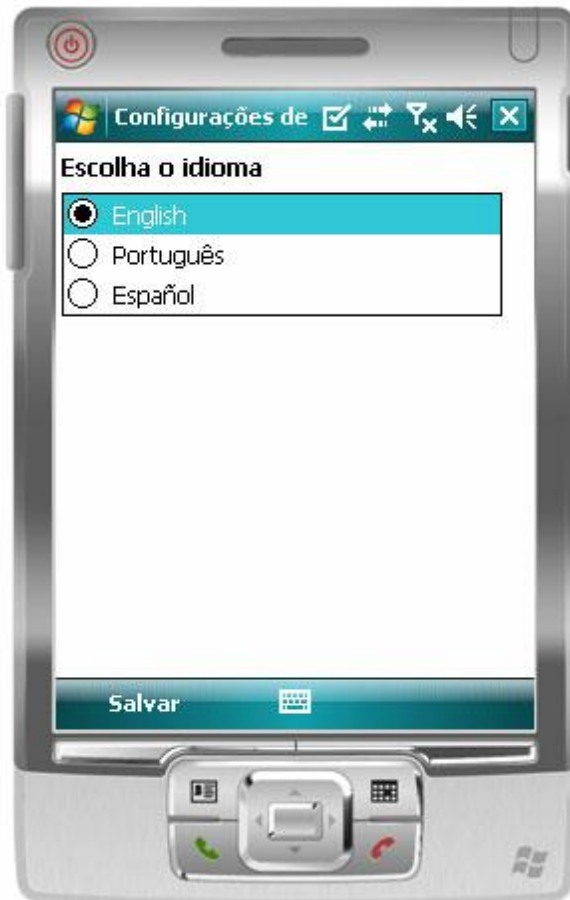 Configurações de
Escolha o idioma
English
Português
Español
Salvar